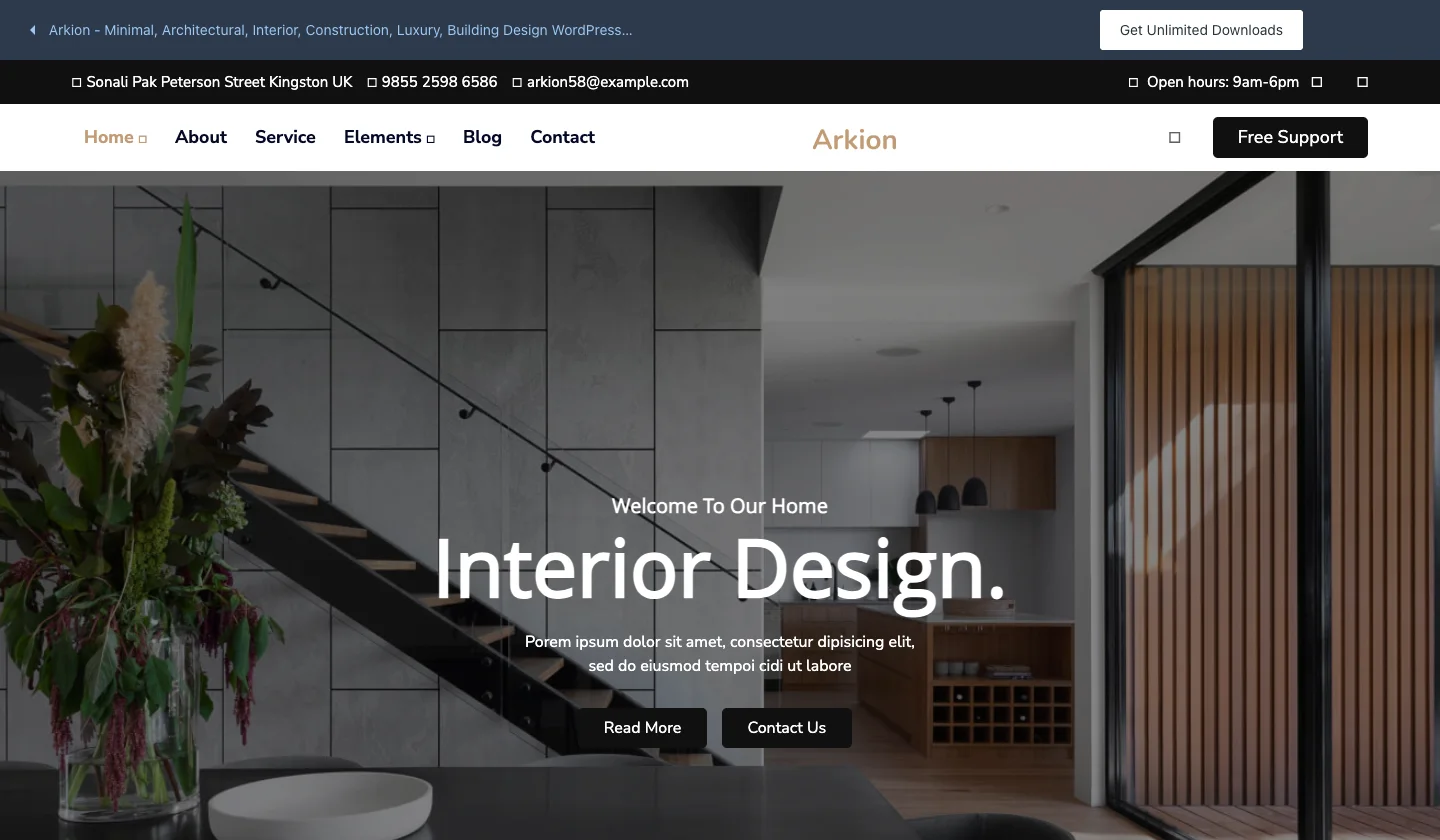 Arkion - Minimal, Architectural, Interior, Construction, Luxury, Building Design WordPress...
Get Unlimited Downloads
Sonali Pak Peterson Street Kingston UK 9855 2598 6586 arkion58@example.com
Open hours: 9am-6pm
Home About Service Elements Blog Contact
Arkion
Free Support
Welcome To Our Home
Interior Design.
Porem ipsum dolor sit amet, consectetur dipisicing elit,
sed do eiusmod tempoi cidi ut labore
Read More
Contact Us